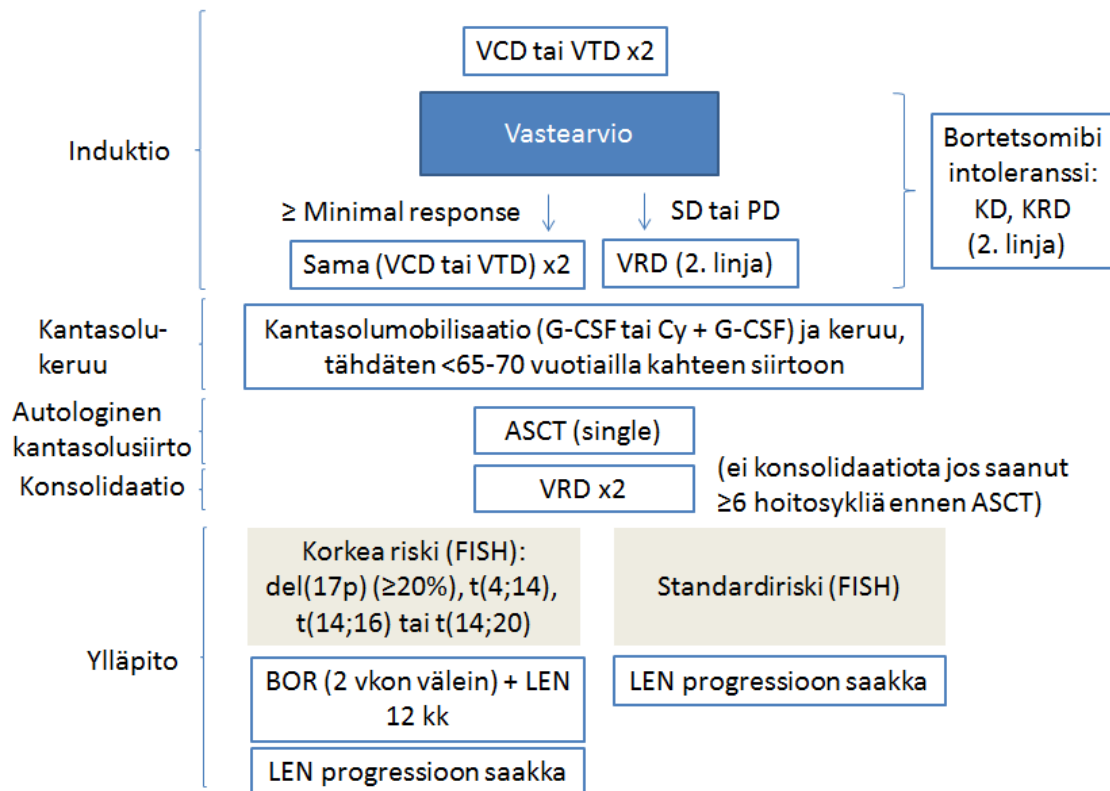 VCD tai VTD x2
Induktio
Vastearvio
≥ Minimal response
SD tai PD
Sama (VCD tai VTD) x2
VRD (2. linja)
Bortetsomibi
intoleranssi:
KD, KRD
(2. linja)
Kantasolu-
keruu
Kantasolumobilisaatio (G-CSF tai Cy + G-CSF) ja keruu,
tähdäten <65-70 vuotiailla kahteen siirtoon
Autologinen
kantasolusiirto
ASCT (single)
Konsolidaatio
VRD x2
(ei konsolidaatiota jos saanut
≥6 hoitosykliä ennen ASCT)
Ylläpito
Korkea riski (FISH):
del(17p) (≥20%), t(4;14),
t(14;16) tai t(14;20)
Standardiriski (FISH)
BOR (2 vkon välein) + LEN
12 kk
LEN progressioon saakka
LEN progressioon saakka